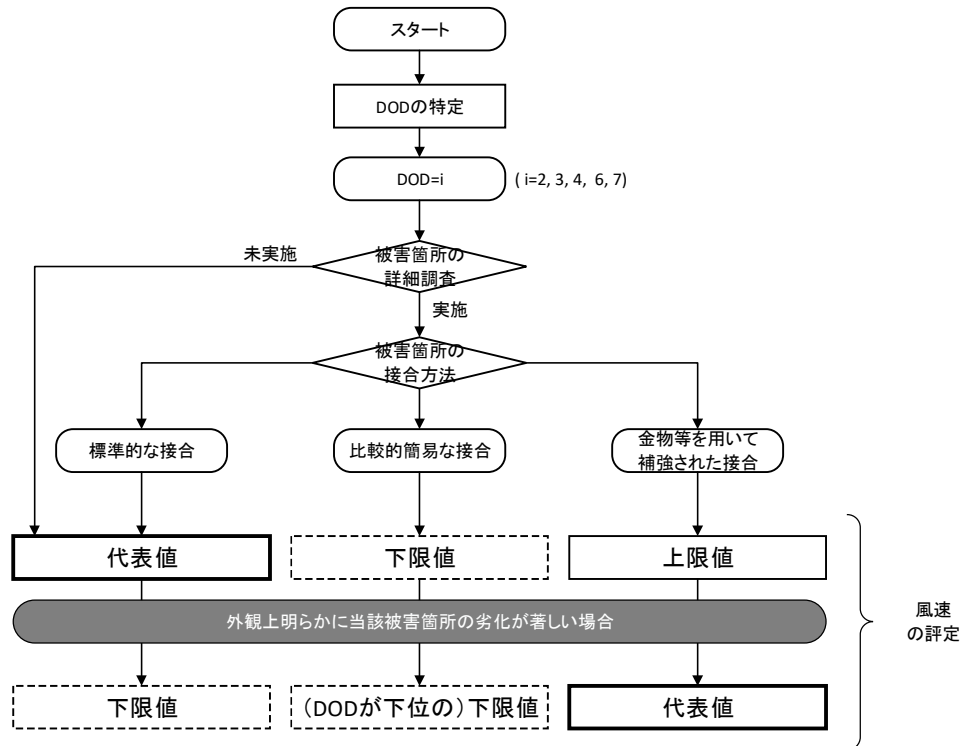 スタート
DODの特定
DOD=i
( i=2, 3, 4, 6, 7)
未実施
被害箇所の
詳細調査
実施
被害箇所の
接合方法
標準的な接合
比較的簡易な接合
金物等を用いて
補強された接合
代表値
下限値
上限値
外観上明らかに当該被害箇所の劣化が著しい場合
風速
の評定
下限値
（DODが下位の）下限値
代表値